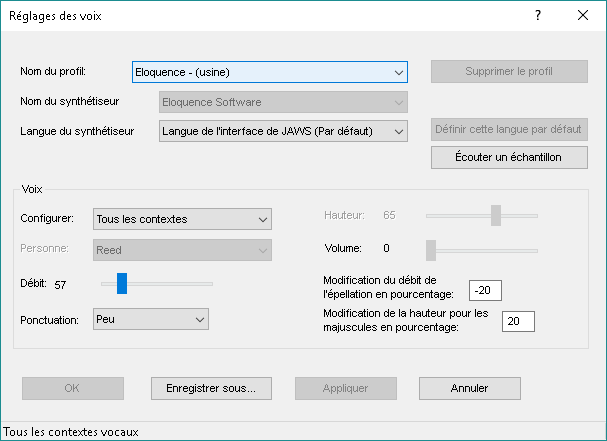 Réglages des voix
?
Nom du profil: Eloquence - (usine) Supprimer le profil
Nom du synthétiseur Eloquence Software
Langue du synthétiseur Langue de l'interface de JAWS (Par défaut) Définir cette langue par défaut
Écouter un échantillon
Voix
Configurer: Tous les contextes Hauteur: 65
Personne: Reed Volume: 0
Débit: 57 Modification du débit de
l'épellation en pourcentage: -20
Ponctuation: Peu Modification de la hauteur pour les
majuscules en pourcentage: 20
OK Enregistrer sous... Appliquer Annuler
Tous les contextes vocaux